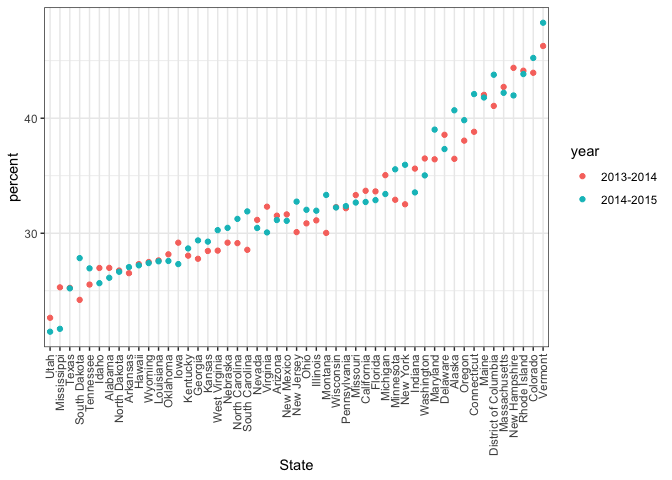 percent
40
30
Utah
Mississippi
Texas
South Dakota
Tennessee
Idaho
Alabama
North Dakota
Arkansas
Hawaii
Wyoming
Louisiana
Oklahoma
Iowa
Kentucky
Georgia
Kansas
West Virginia
Nebraska
North Carolina
South Carolina
Nevada
Virginia
Arizona
New Mexico
New Jersey
Ohio
Illinois
Montana
Wisconsin
Pennsylvania
Missouri
California
Florida
Michigan
Minnesota
New York
Indiana
Washington
Maryland
Delaware
Alaska
Oregon
Connecticut
Maine
District of Columbia
Massachusetts
New Hampshire
Rhode Island
Colorado
Vermont
State
year
2013-2014
2014-2015